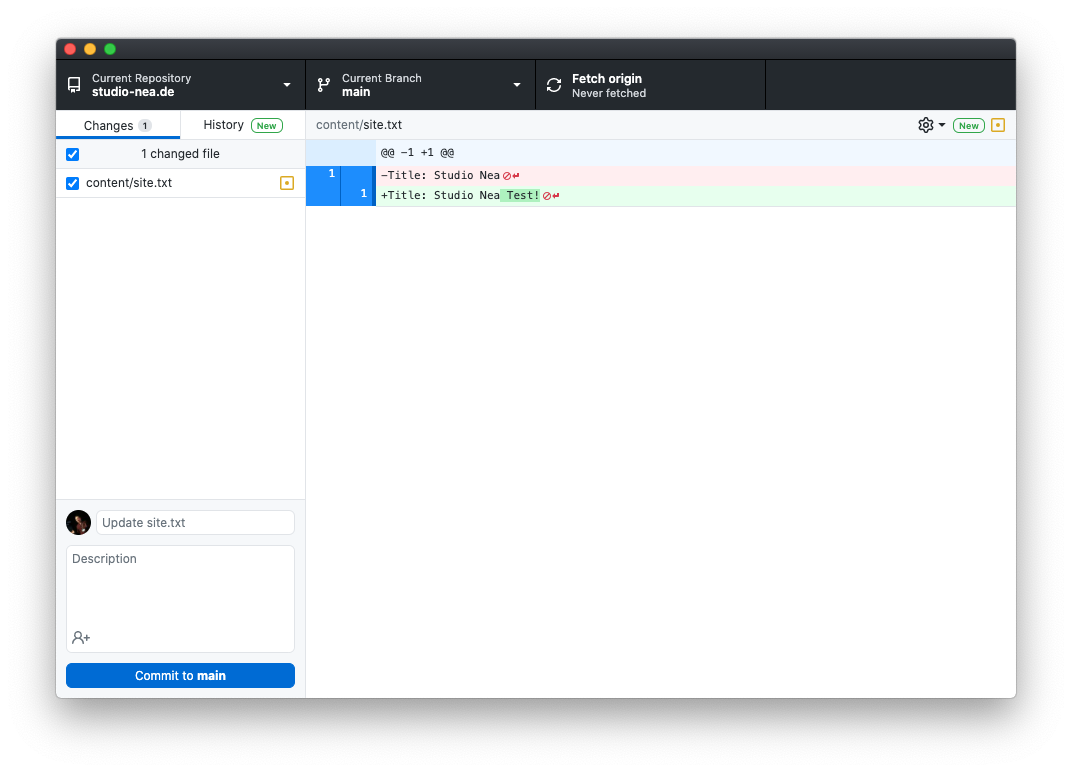 Current Repository
studio-nea.de
Current Branch
main
Fetch origin
Never fetched
Changes 1
History New
content/site.txt
New
1 changed file
@@ -1 +1 @@
content/site.txt
1 -Title: Studio Nea
1 +Title: Studio Nea Test!
Update site.txt
Description
Commit to main